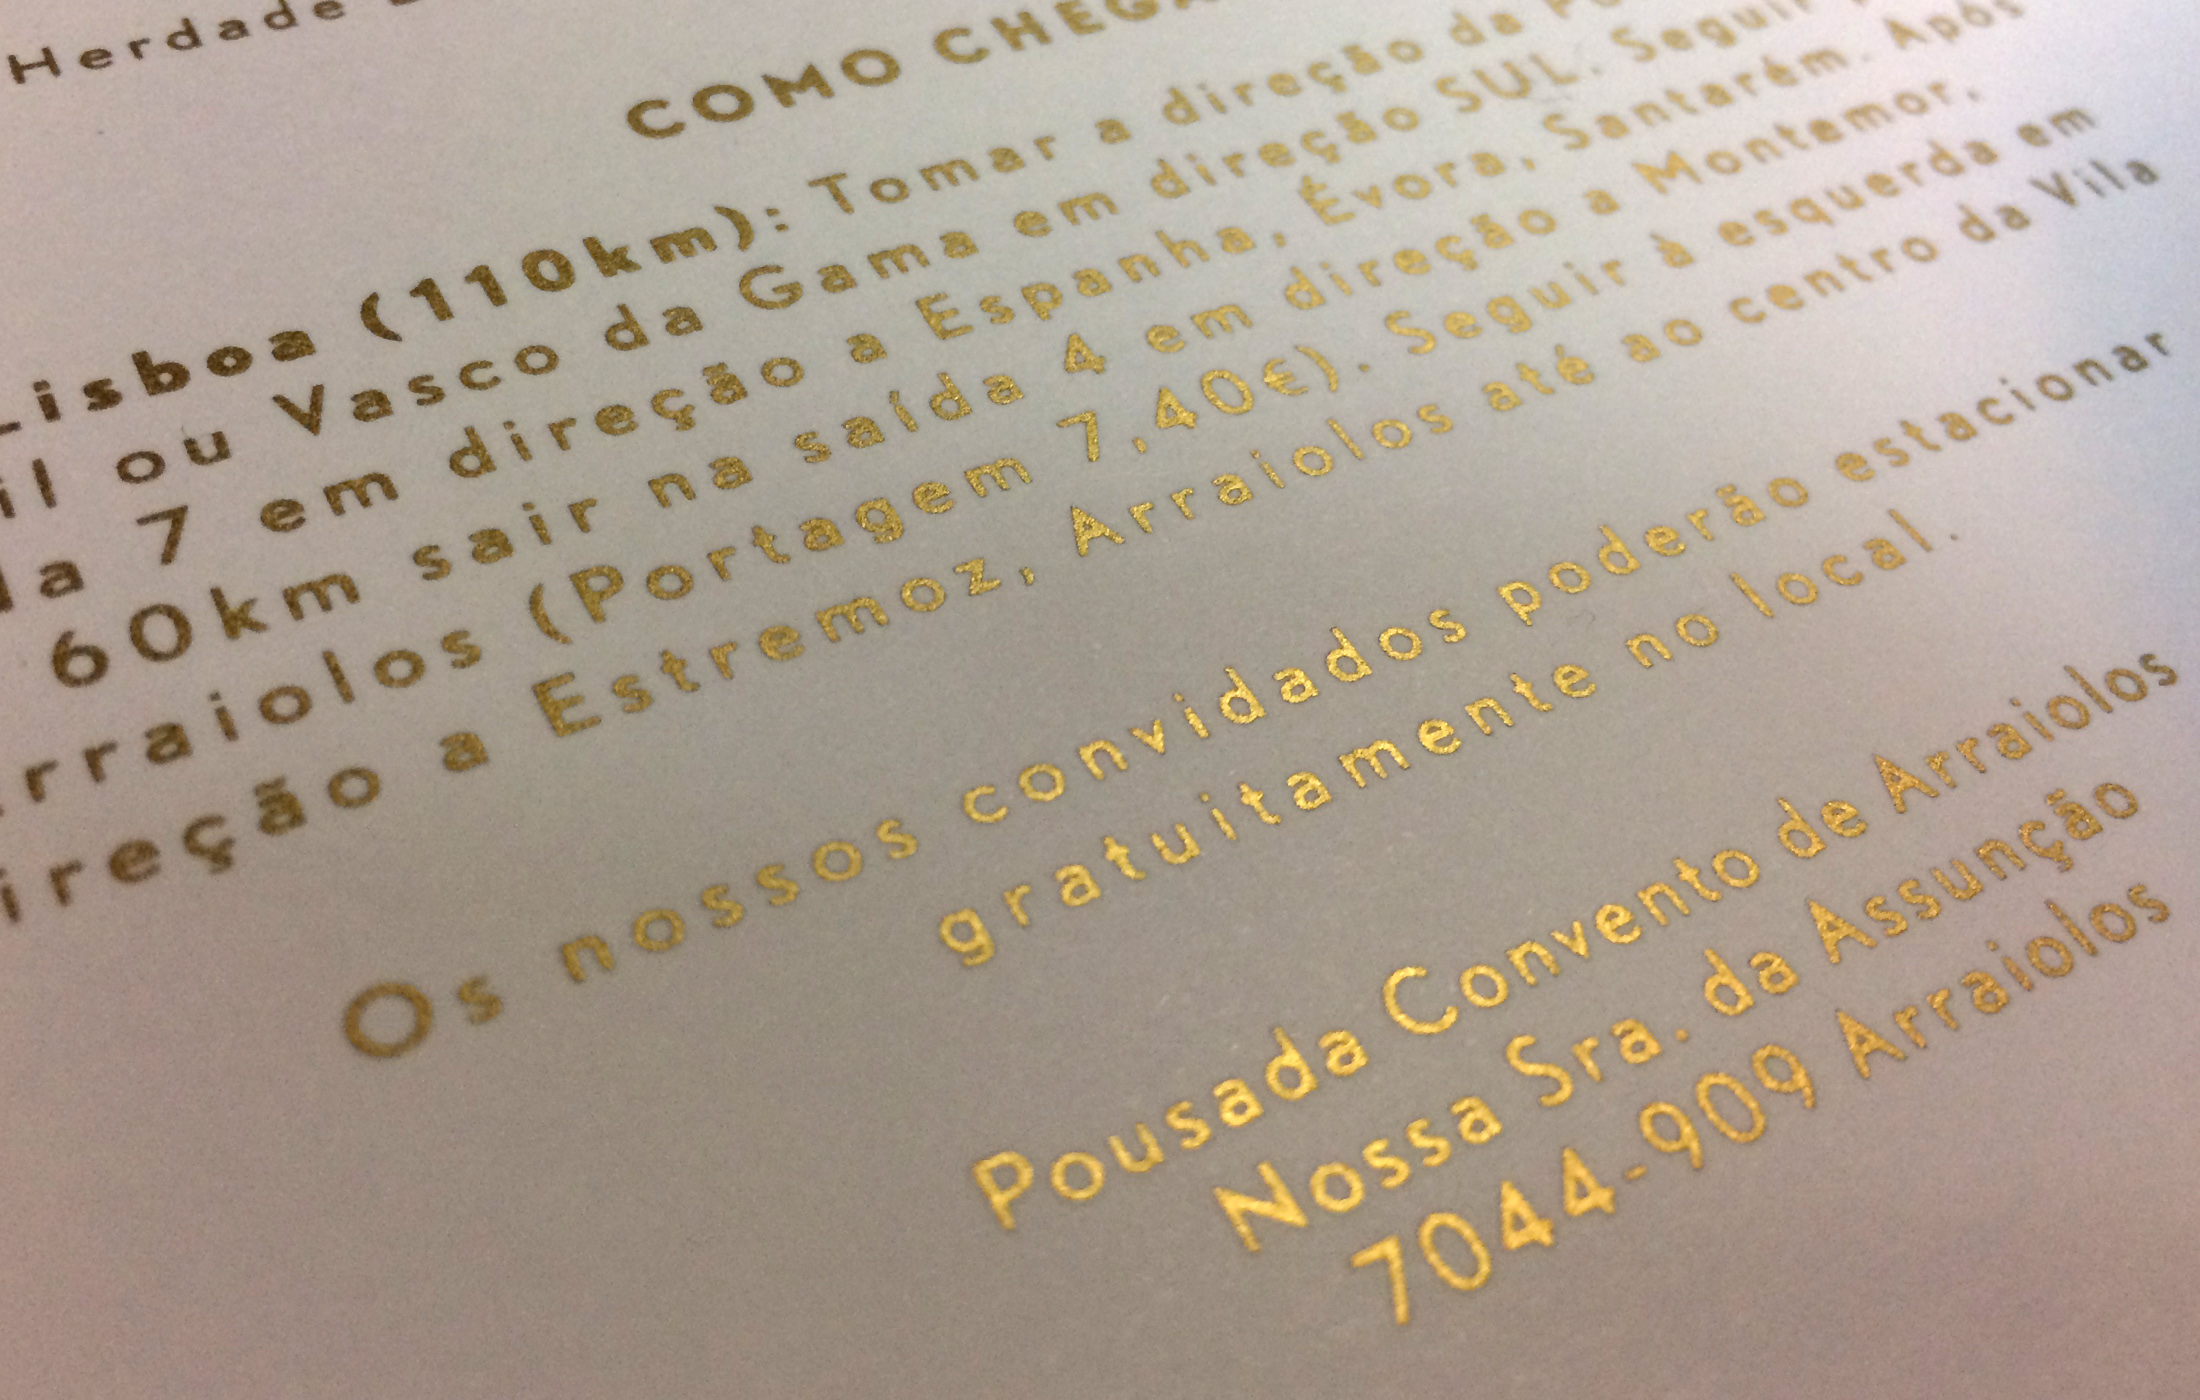 Herdade
COMO CHEGA
Lisboa (110km): Tomar a direção da
il ou Vasco da Gama em direção SUL. Seguir
da 7 em direção a Espanha, Évora, Santarém. Após
60km sair na saída 4 em direção a Montemor,
rraiolos (Portagem 7,40€). Seguir à esquerda em
ireção a Estremoz, Arraiolos até ao centro da Vila
Os nossos convidados poderão estacionar
gratuitamente no local.
Pousada Convento de Arraiolos
Nossa Sra. da Assunção
7044-909 Arraiolos